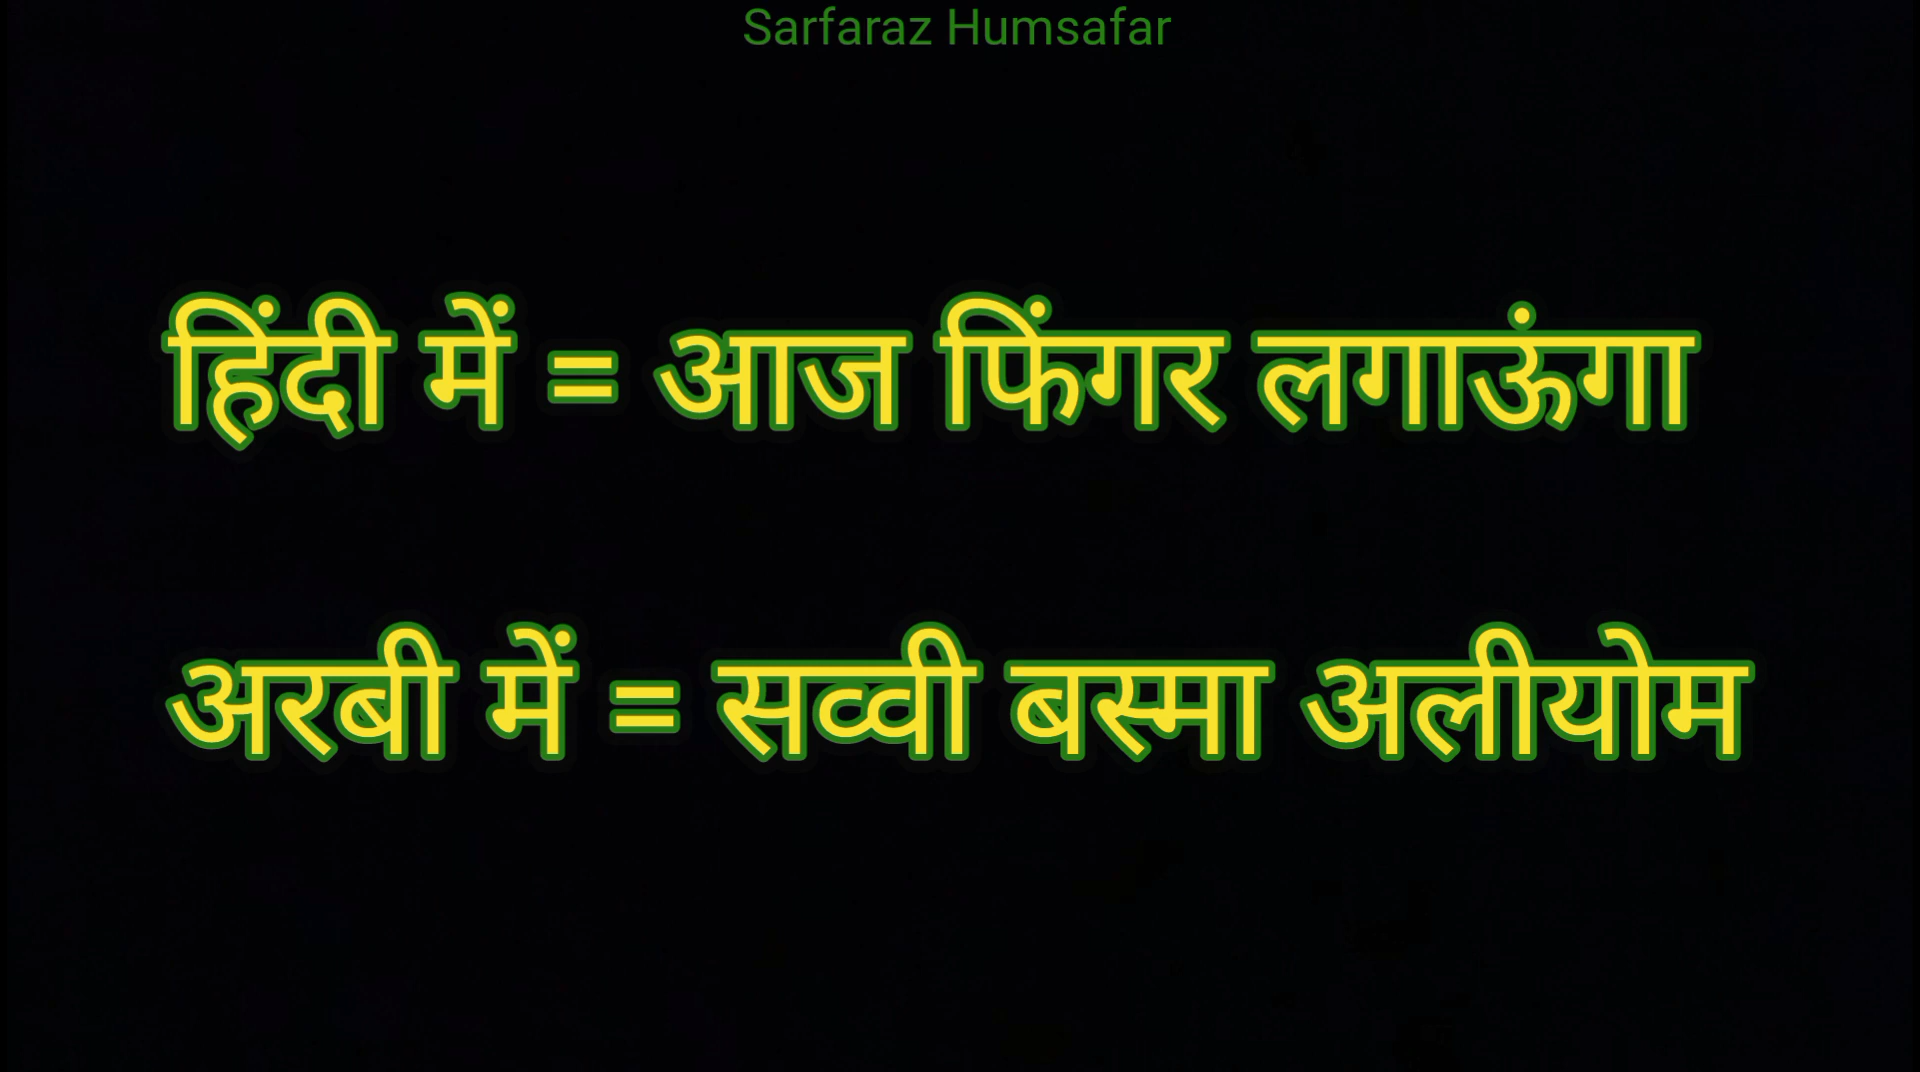 Sarfaraz Humsafar
हिंदी में = आज फिंगर लगाऊंगा
अरबी में = सव्वी बस्मा अलीयोम